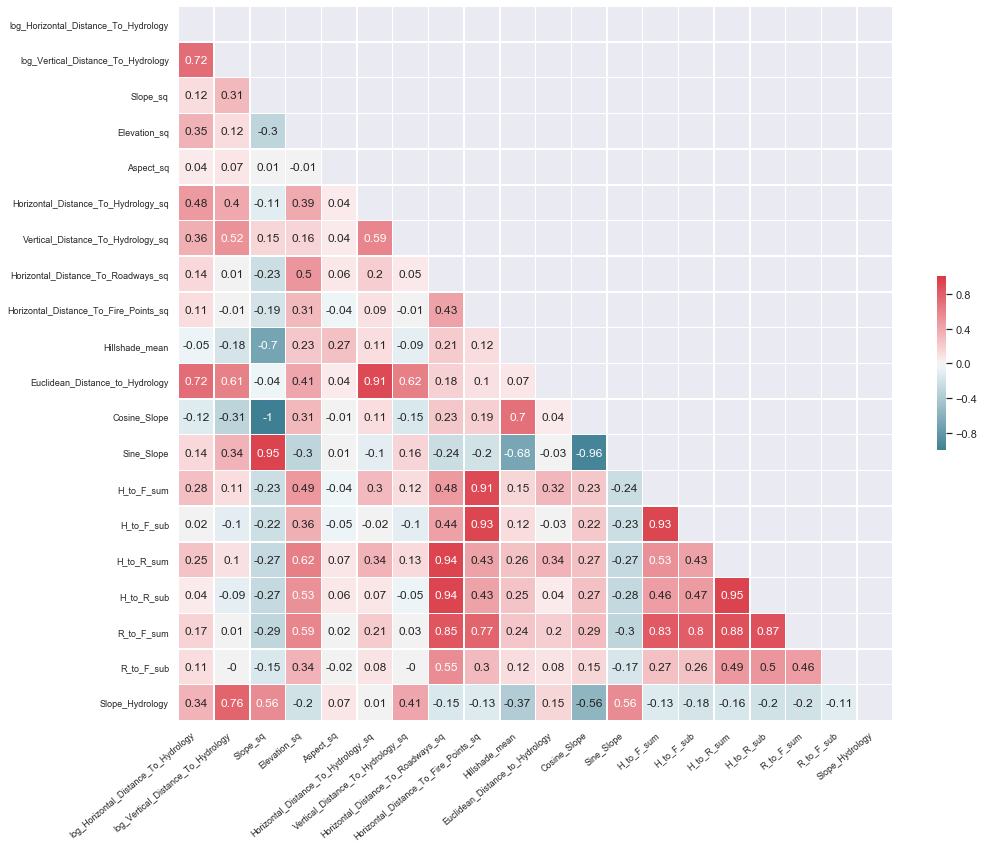 log_Horizontal_Distance_To_Hydrology
log_Vertical_Distance_To_Hydrology 0.72
Slope_sq 0.12 0.31
Elevation_sq 0.35 0.12 -0.3
Aspect_sq 0.04 0.07 0.01 -0.01
Horizontal_Distance_To_Hydrology_sq 0.48 0.4 -0.11 0.39 0.04
Vertical_Distance_To_Hydrology_sq 0.36 0.52 0.15 0.16 0.04 0.59
Horizontal_Distance_To_Roadways_sq 0.14 0.01 -0.23 0.5 0.06 0.2 0.05
Horizontal_Distance_To_Fire_Points_sq 0.11 -0.01 -0.19 0.31 -0.04 0.09 -0.01 0.43
Hillshade_mean -0.05 -0.18 -0.7 0.23 0.27 0.11 -0.09 0.21 0.12
Euclidean_Distance_to_Hydrology 0.72 0.61 -0.04 0.41 0.04 0.91 0.62 0.18 0.1 0.07
Cosine_Slope -0.12 -0.31 -1 0.31 -0.01 0.11 -0.15 0.23 0.19 0.7 0.04
Sine_Slope 0.14 0.34 0.95 -0.3 0.01 -0.1 0.16 -0.24 -0.2 -0.68 -0.03 -0.96
H_to_F_sum 0.28 0.11 -0.23 0.49 -0.04 0.3 0.12 0.48 0.91 0.15 0.32 0.23 -0.24
H_to_F_sub 0.02 -0.1 -0.22 0.36 -0.05 -0.02 -0.1 0.44 0.93 0.12 -0.03 0.22 -0.23 0.93
H_to_R_sum 0.25 0.1 -0.27 0.62 0.07 0.34 0.13 0.94 0.43 0.26 0.34 0.27 -0.27 0.53 0.43
H_to_R_sub 0.04 -0.09 -0.27 0.53 0.06 0.07 -0.05 0.94 0.43 0.25 0.04 0.27 -0.28 0.46 0.47 0.95
R_to_F_sum 0.17 0.01 -0.29 0.59 0.02 0.21 0.03 0.85 0.77 0.24 0.2 0.29 -0.3 0.83 0.8 0.88 0.87
R_to_F_sub 0.11 -0 -0.15 0.34 -0.02 0.08 -0 0.55 0.3 0.12 0.08 0.15 -0.17 0.27 0.26 0.49 0.5 0.46
Slope_Hydrology 0.34 0.76 0.56 -0.2 0.07 0.01 0.41 -0.15 -0.13 -0.37 0.15 -0.56 0.56 -0.13 -0.18 -0.16 -0.2 -0.2 -0.11
log_Horizontal_Distance_To_Hydrology
log_Vertical_Distance_To_Hydrology
Slope_sq
Elevation_sq
Aspect_sq
Horizontal_Distance_To_Hydrology_sq
Vertical_Distance_To_Hydrology_sq
Horizontal_Distance_To_Roadways_sq
Horizontal_Distance_To_Fire_Points_sq
Hillshade_mean
Euclidean_Distance_to_Hydrology
Cosine_Slope
Sine_Slope
H_to_F_sum
H_to_F_sub
H_to_R_sum
H_to_R_sub
R_to_F_sum
R_to_F_sub
Slope_Hydrology
0.8
0.4
0.0
-0.4
-0.8